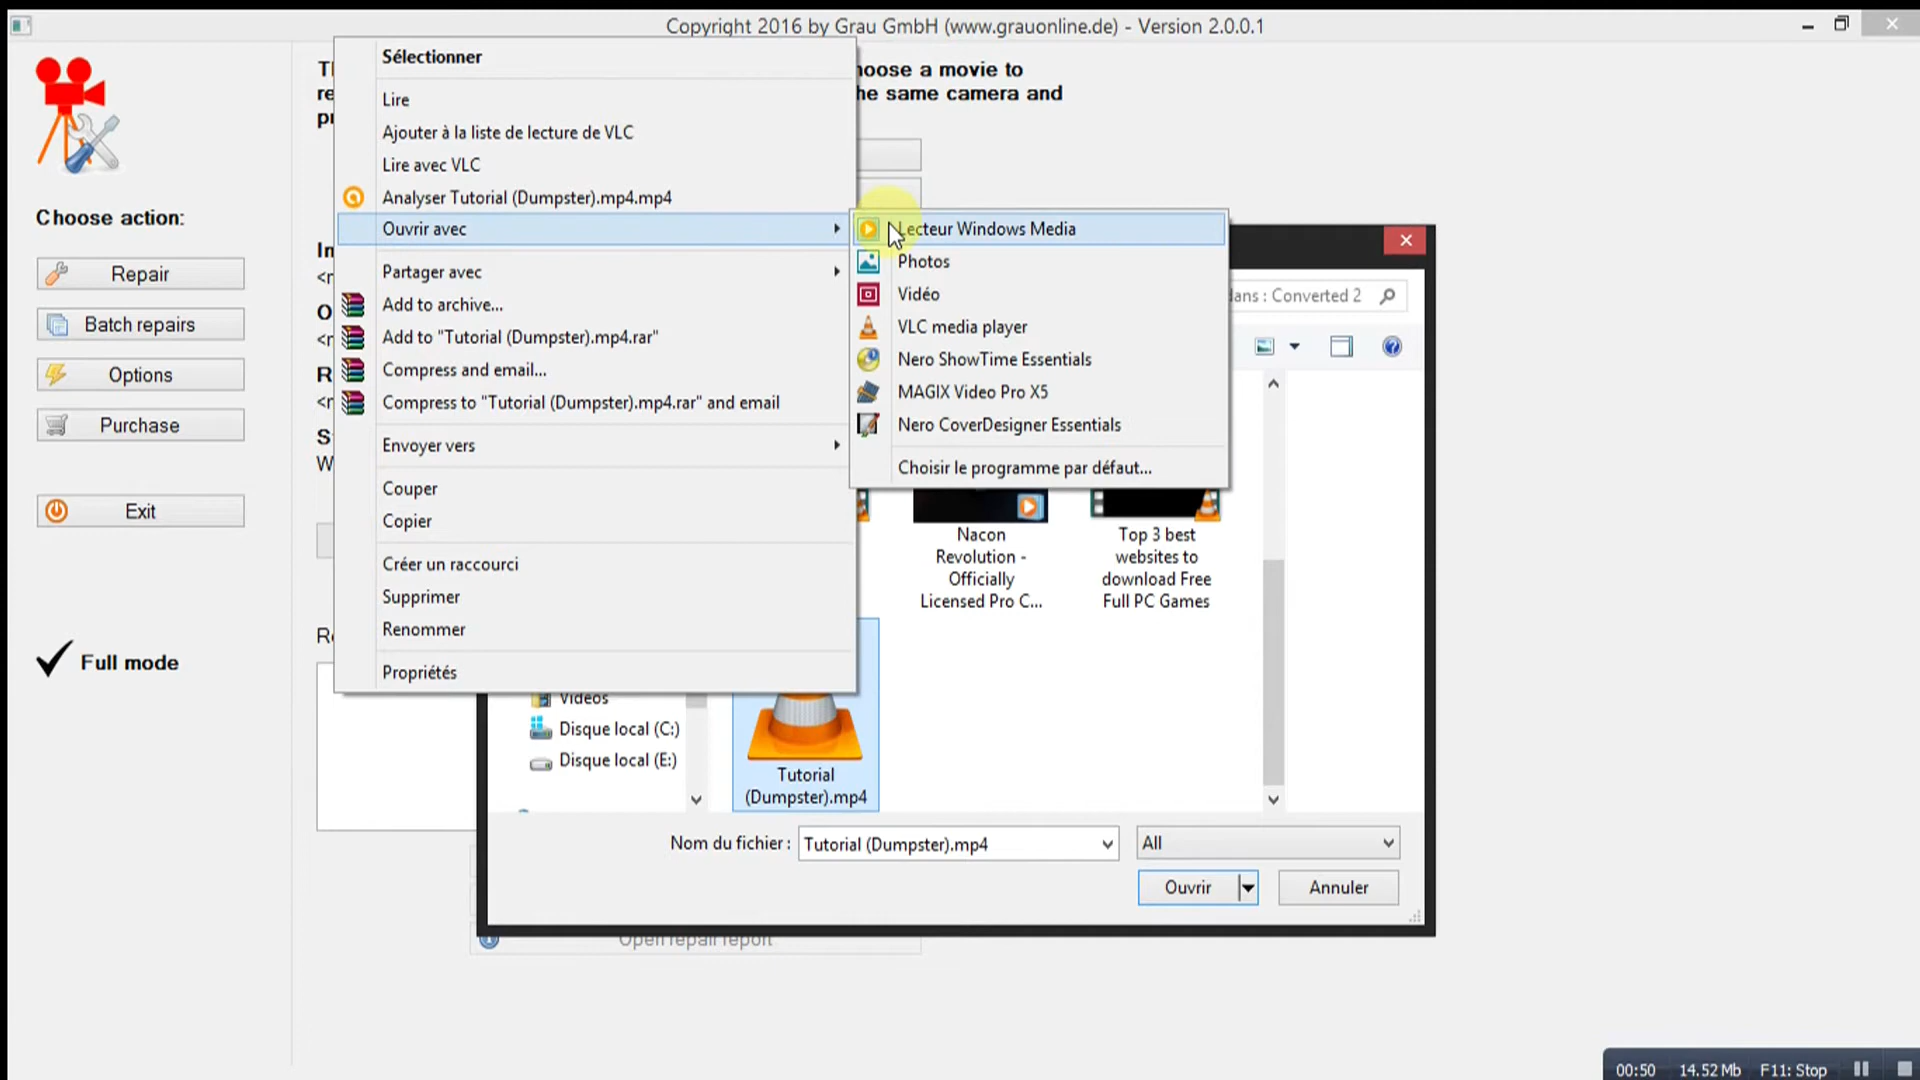 Copyright 2016 by Grau GmbH (www.grauonline.de) - Version 2.0.0.1
Choose action:
Repair
Batch repairs
Options
Purchase
Exit
Full mode
hoose a movie to
he same camera and
Sélectionner
Lire
Ajouter à la liste de lecture de VLC
Lire avec VLC
Analyser Tutorial (Dumpster).mp4.mp4
Ouvrir avec
Partager avec
Add to archive...
Add to "Tutorial (Dumpster).mp4.rar"
Compress and email...
Compress to "Tutorial (Dumpster).mp4.rar" and email
Envoyer vers
Couper
Copier
Créer un raccourci
Supprimer
Renommer
Propriétés
Lecteur Windows Media
Photos
Vidéo
VLC media player
Nero ShowTime Essentials
MAGIX Video Pro X5
Nero CoverDesigner Essentials
Choisir le programme par défaut...
ans : Converted 2
Nacon
Revolution -
Officially
Licensed Pro C...
Top 3 best
websites to
download Free
Full PC Games
Vidéos
Disque local (C:)
Disque local (E:)
Tutorial
(Dumpster).mp4
Nom du fichier :
Tutorial (Dumpster).mp4
All
Ouvrir
Annuler
Open repair report
00:50 14.52 Mb F11: Stop